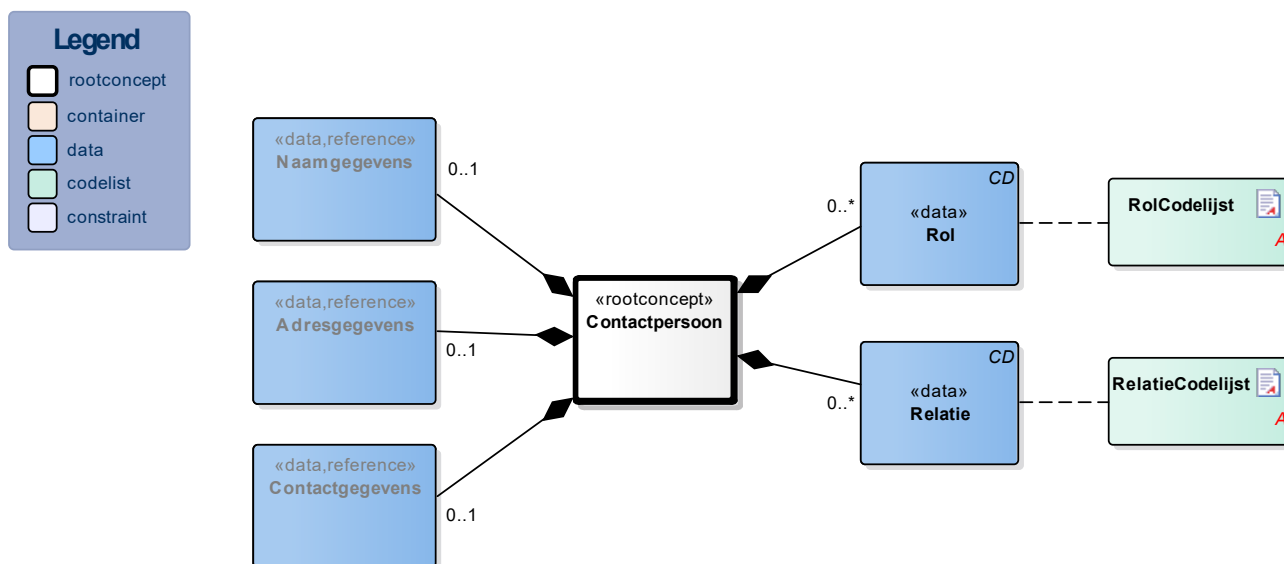 Legend
rootconcept
container
data
codelist
constraint
«data,reference»
Naamgegevens
0..1
«data,reference»
Adresgegevens
0..1
«data,reference»
Contactgegevens
0..1
«rootconcept»
Contactpersoon
CD
0..*
«data»
Rol
RolCodelijst
A
CD
0..*
«data»
Relatie
RelatieCodelijst
A